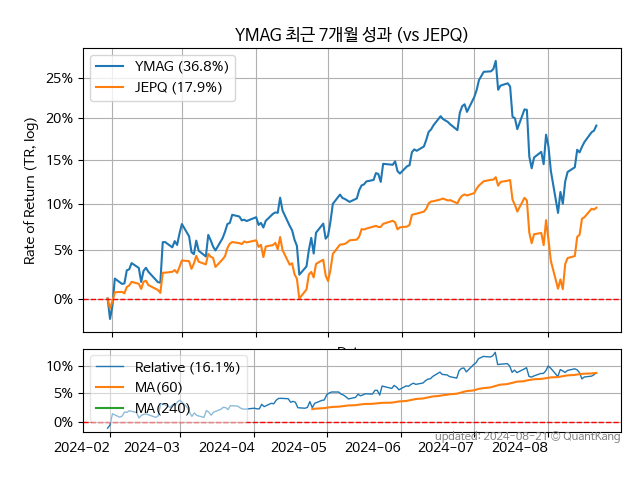 YMAG 최근 7개월 성과 (vs JEPQ)
YMAG (36.8%)
JEPQ (17.9%)
Rate of Return (TR, log)
25%
20%
15%
10%
5%
0%
Relative (16.1%)
MA(60)
MA(240)
10%
5%
0%
2024-02 2024-03 2024-04 2024-05 2024-06 2024-07 2024-08
updated: 2024-08-21 © QuantKang